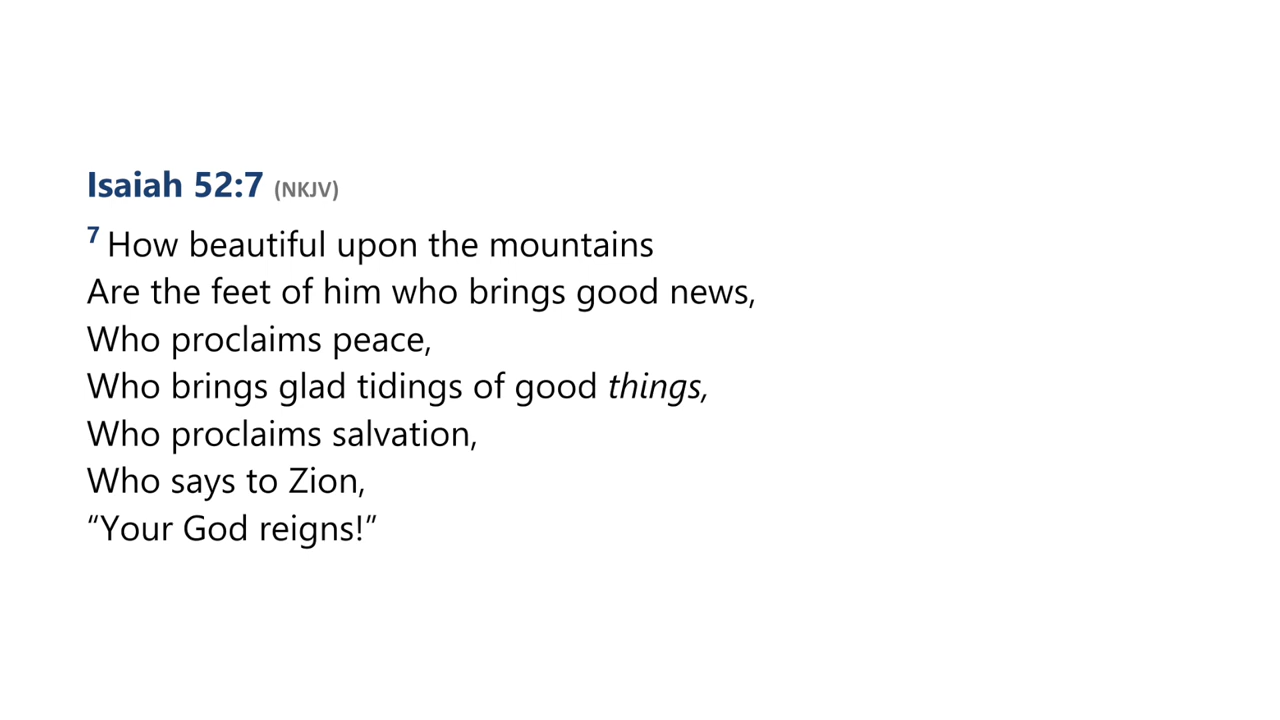 Isaiah 52:7 (NKJV)
7 How beautiful upon the mountains
Are the feet of him who brings good news,
Who proclaims peace,
Who brings glad tidings of good things,
Who proclaims salvation,
Who says to Zion,
“Your God reigns!”